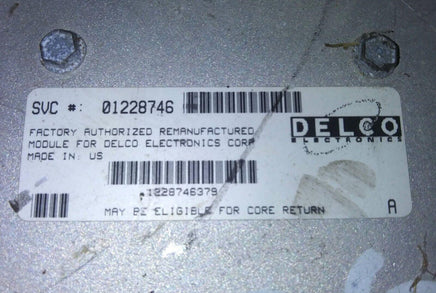 SVC #: 01228746
DELCO
ELECTRONICS
FACTORY AUTHORIZED REMANUFACTURED
MODULE FOR DELCO ELECTRONICS CORP
MADE IN US
1228746379
MAY BE ELIGIBLE FOR CORE RETURN
A